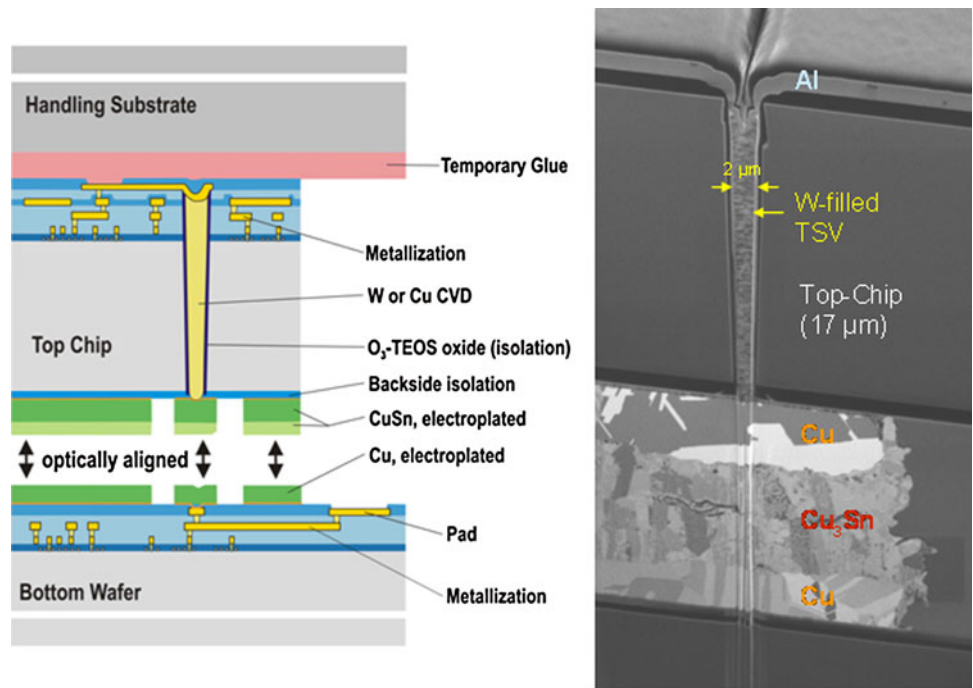 Handling Substrate
Temporary Glue
Metallization
W or Cu CVD
Top Chip
O₃-TEOS oxide (isolation)
Backside isolation
CuSn, electroplated
optically aligned
Cu, electroplated
Pad
Bottom Wafer
Metallization
Al
2 µm
W-filled
TSV
Top-Chip
(17 µm)
Cu
Cu₃Sn
Cu